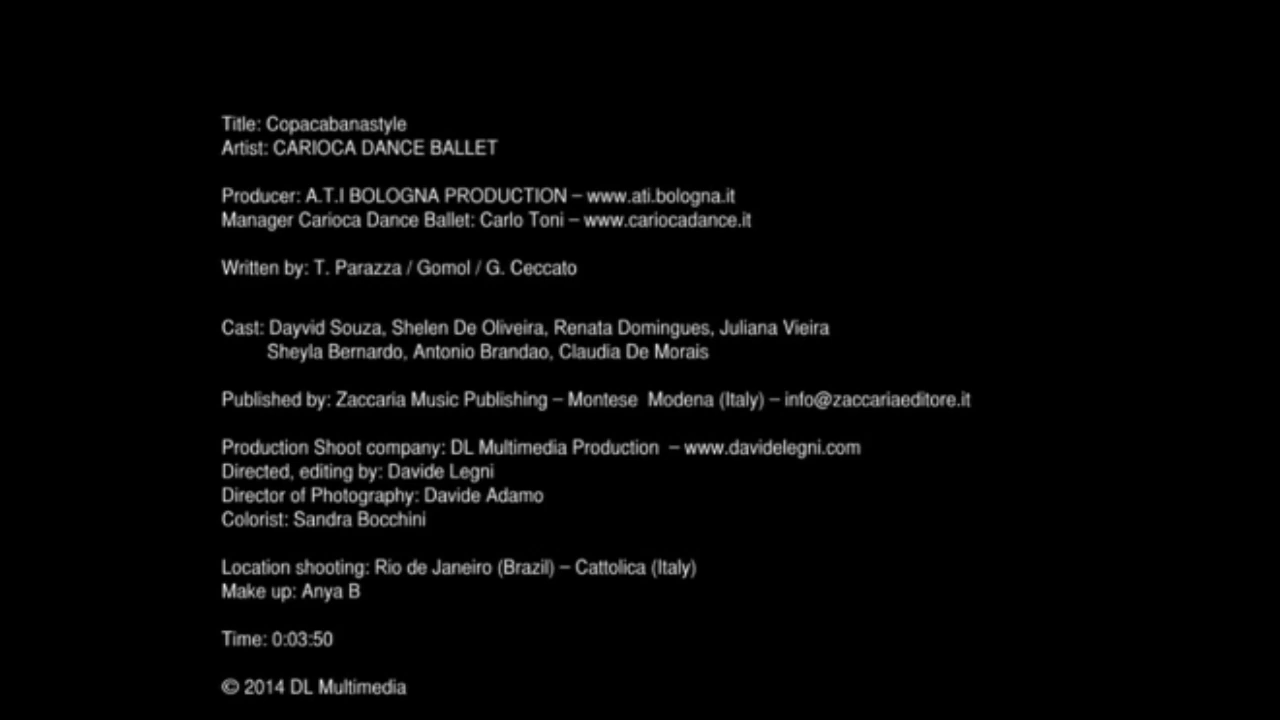 Title: Copacabanastyle
Artist: CARIOCA DANCE BALLET
Producer: A.T.I BOLOGNA PRODUCTION – www.ati.bologna.it
Manager Carioca Dance Ballet: Carlo Toni – www.cariocadance.it
Written by: T. Parazza / Gomol / G. Ceccato
Cast: Dayvid Souza, Shelen De Oliveira, Renata Domingues, Juliana Vieira
Sheyla Bernardo, Antonio Brandao, Claudia De Morais
Published by: Zaccaria Music Publishing – Montese  Modena (Italy) – info@zaccariaeditore.it
Production Shoot company: DL Multimedia Production  – www.davidelegni.com
Directed, editing by: Davide Legni
Director of Photography: Davide Adamo
Colorist: Sandra Bocchini
Location shooting: Rio de Janeiro (Brazil) – Cattolica (Italy)
Make up: Anya B
Time: 0:03:50
© 2014 DL Multimedia